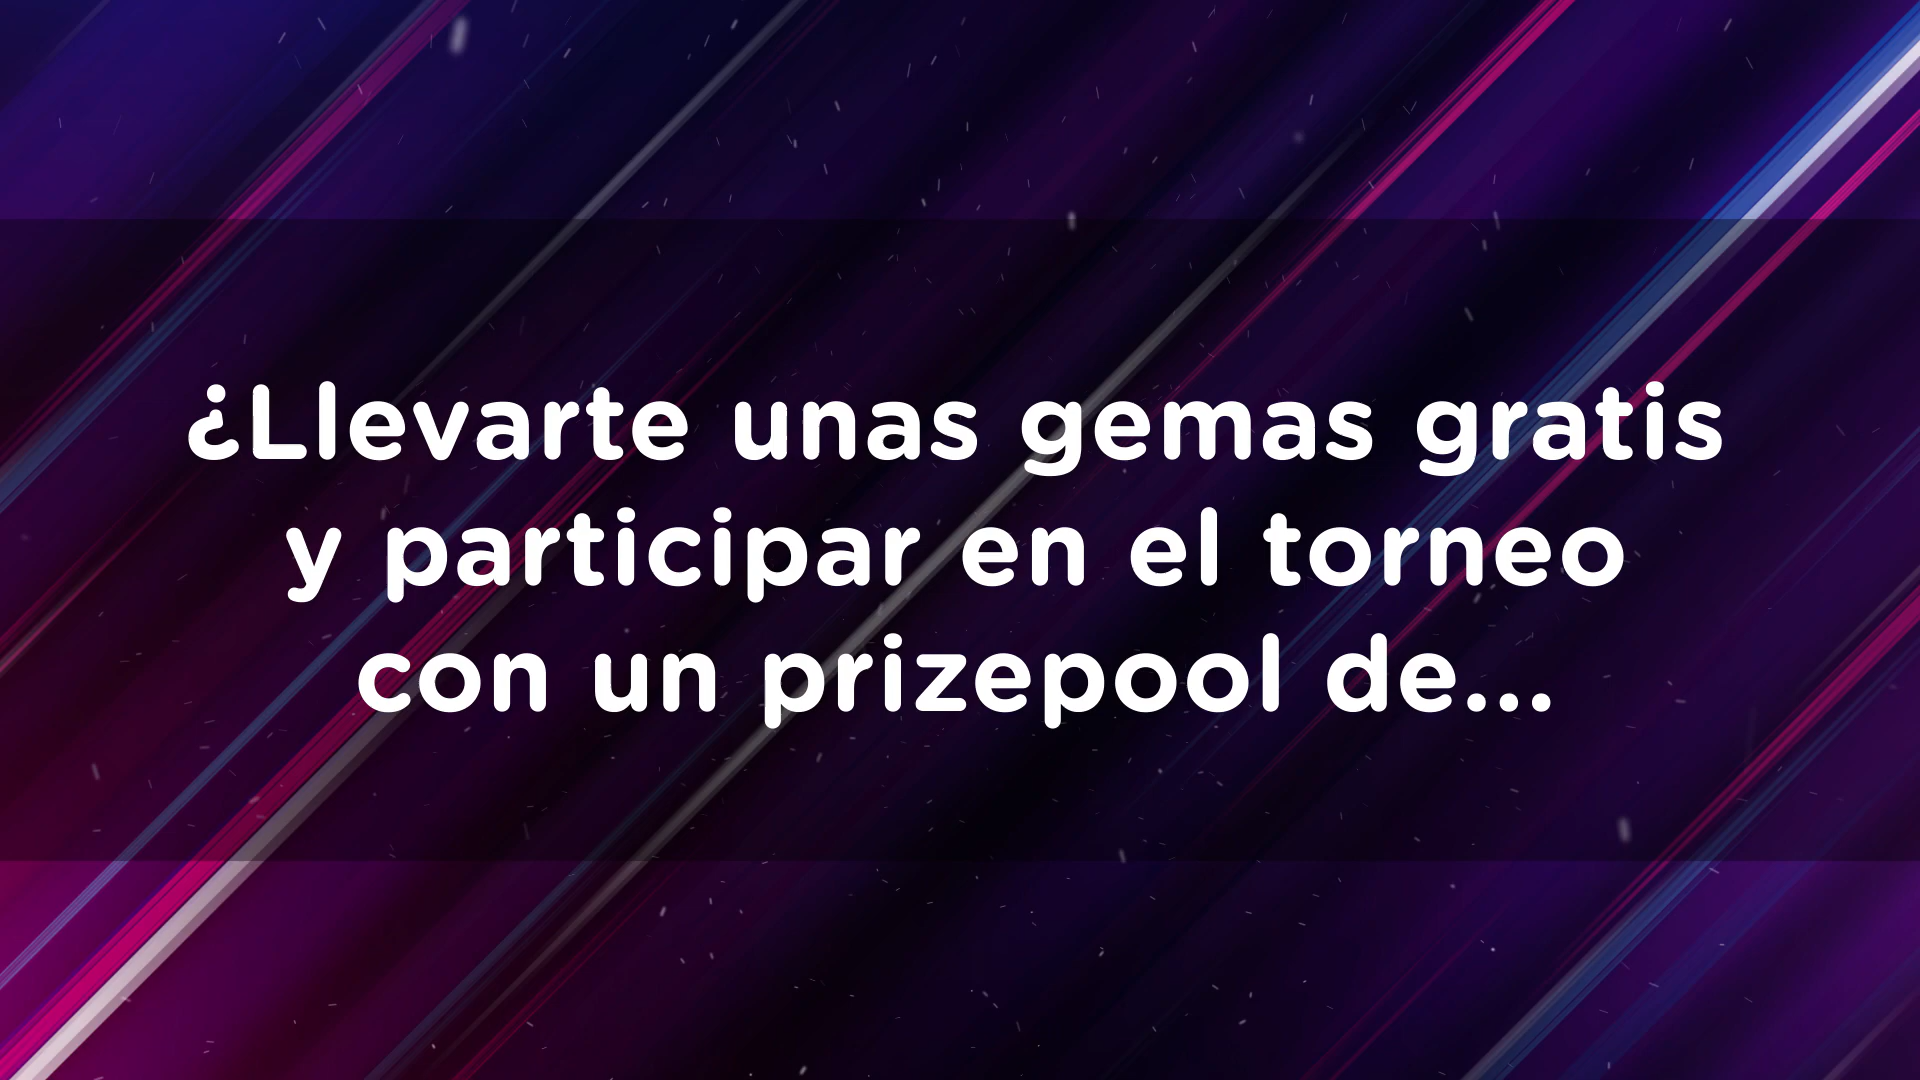 ¿Llevarte unas gemas gratis
y participar en el torneo
con un prizepool de...